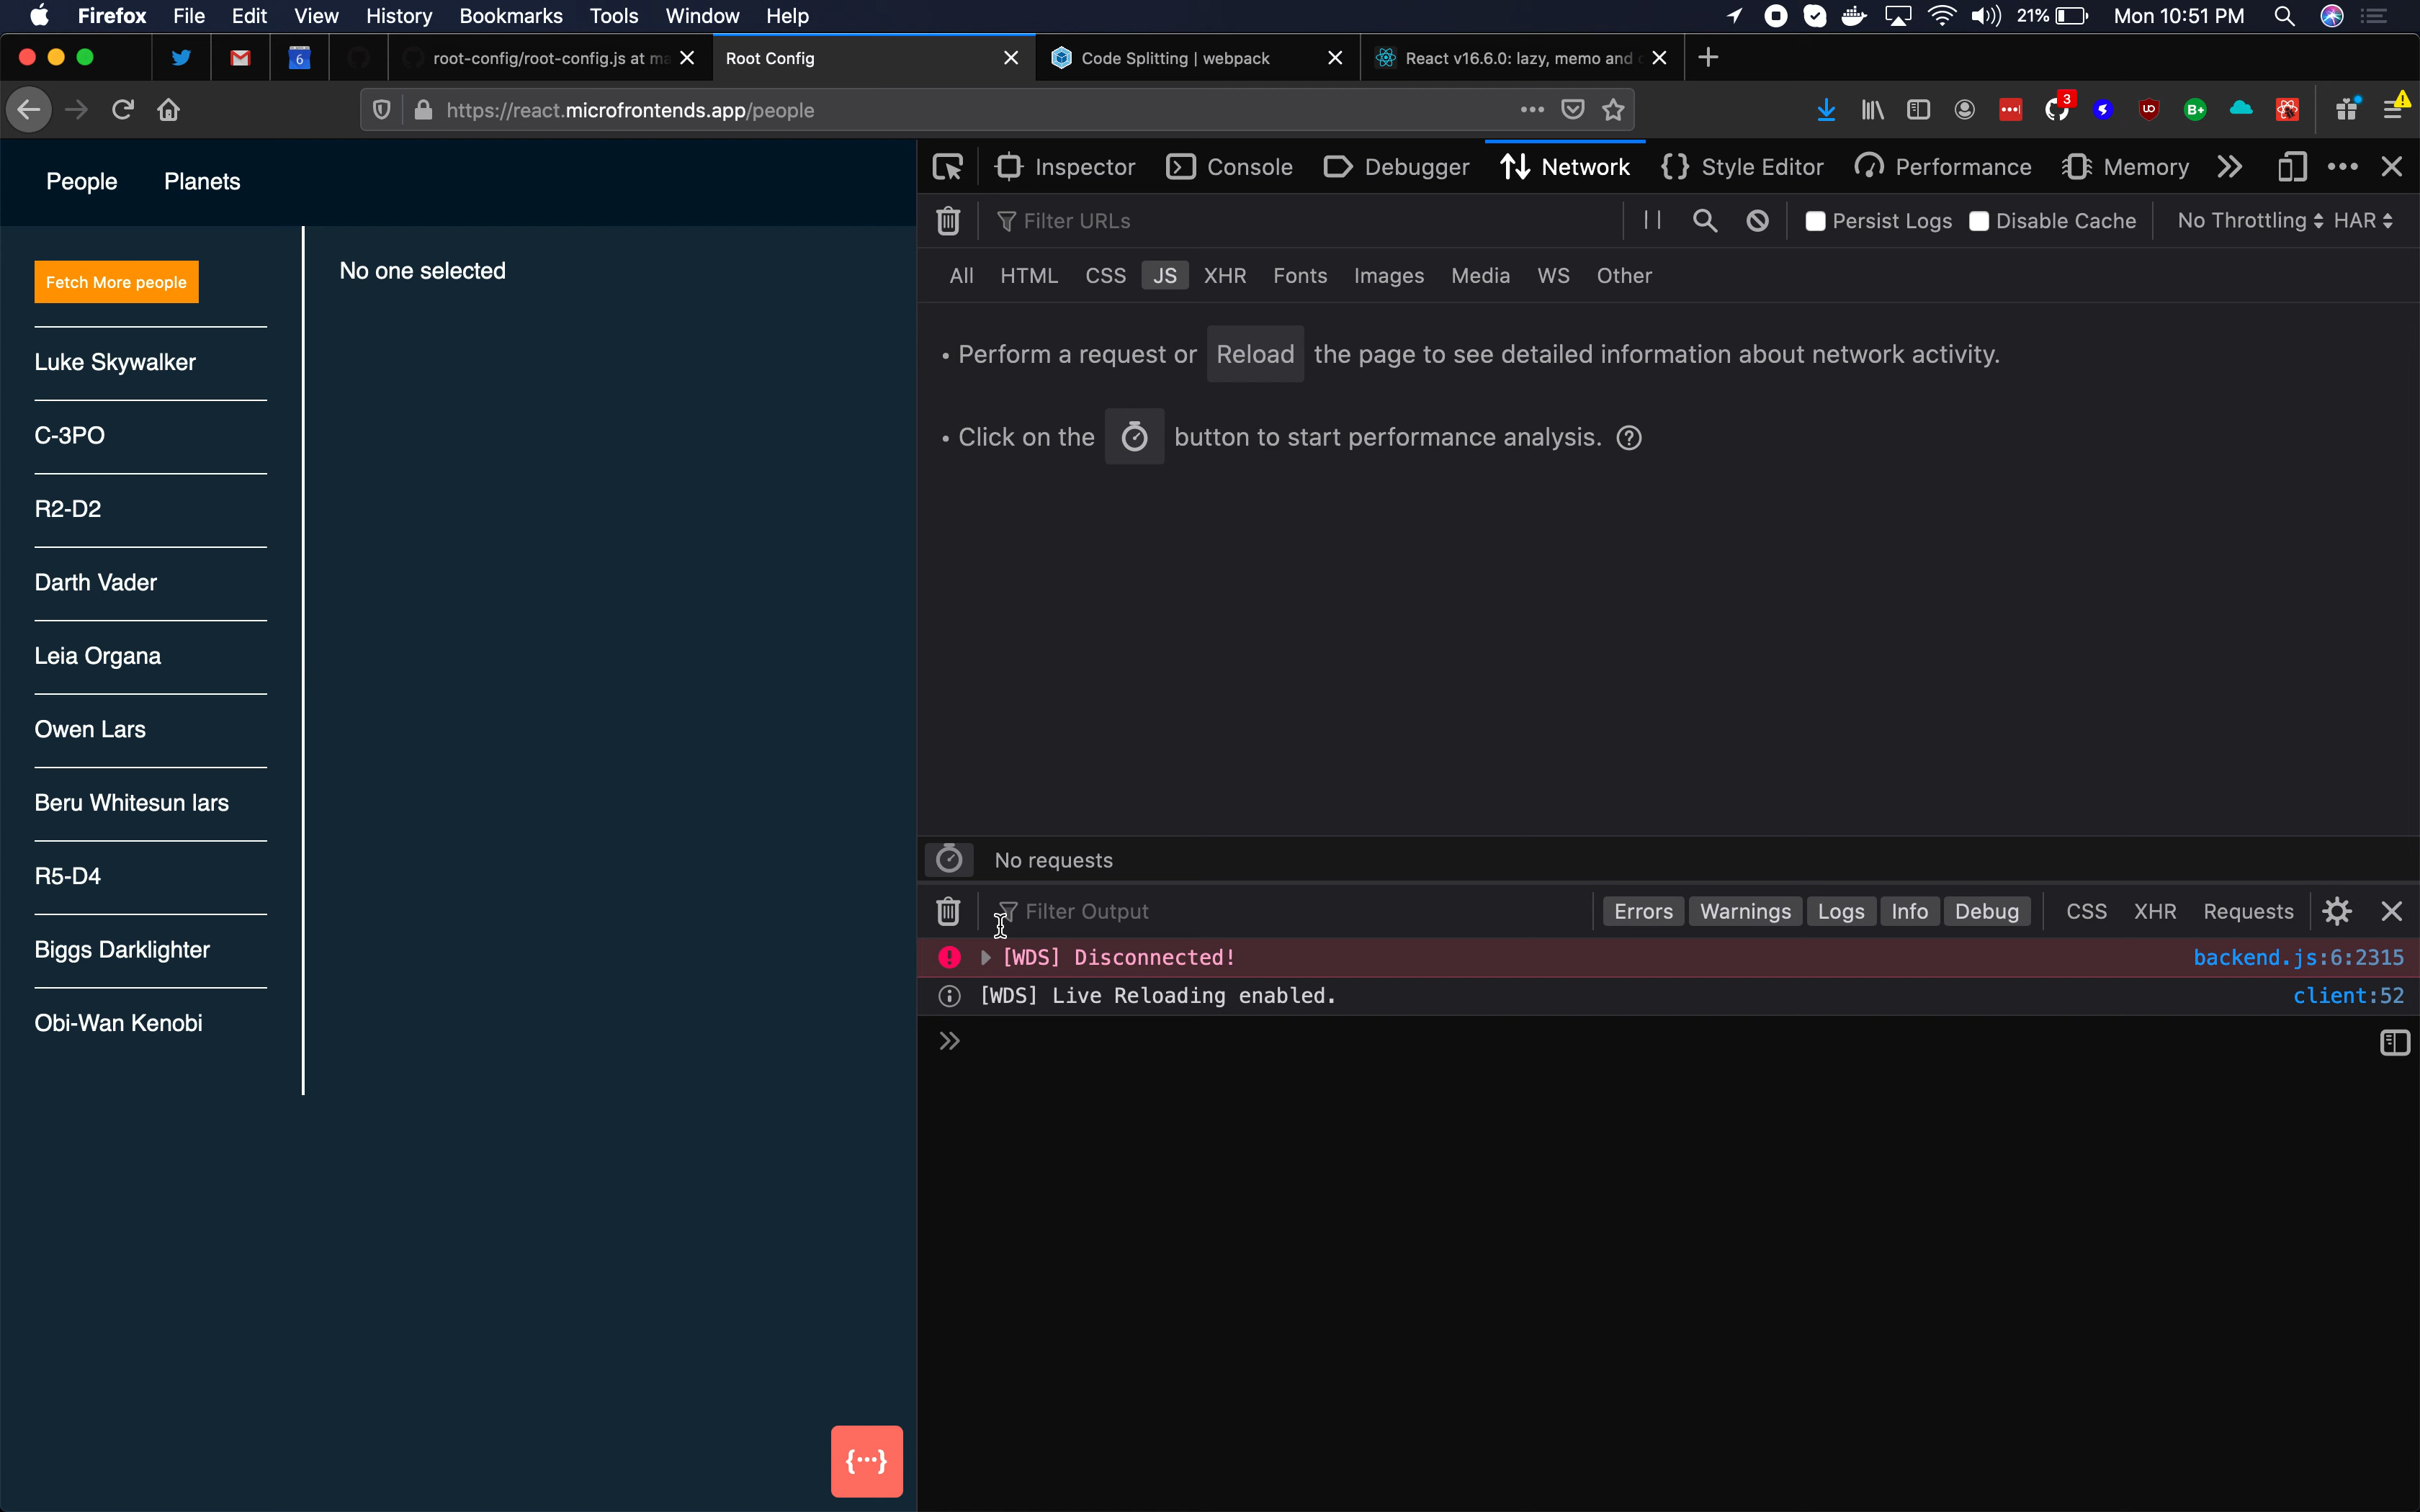 Firefox File Edit View History Bookmarks Tools Window Help 21% Mon 10:51 PM
6 root-config/root-config.js at ma Root Config Code Splitting | webpack React v16.6.0: lazy, memo and
https://react.microfrontends.app/people 3 UD B+
People Planets
Inspector Console Debugger Network Style Editor Performance Memory
Filter URLs Persist Logs Disable Cache No Throttling HAR
All HTML CSS JS XHR Fonts Images Media WS Other
Fetch More people
No one selected
Luke Skywalker
C-3PO
R2-D2
Darth Vader
Leia Organa
Owen Lars
Beru Whitesun lars
R5-D4
Biggs Darklighter
Obi-Wan Kenobi
{···}
• Perform a request or Reload the page to see detailed information about network activity.
• Click on the button to start performance analysis. ?
No requests
Filter Output Errors Warnings Logs Info Debug CSS XHR Requests
[WDS] Disconnected! backend.js:6:2315
[WDS] Live Reloading enabled. client:52